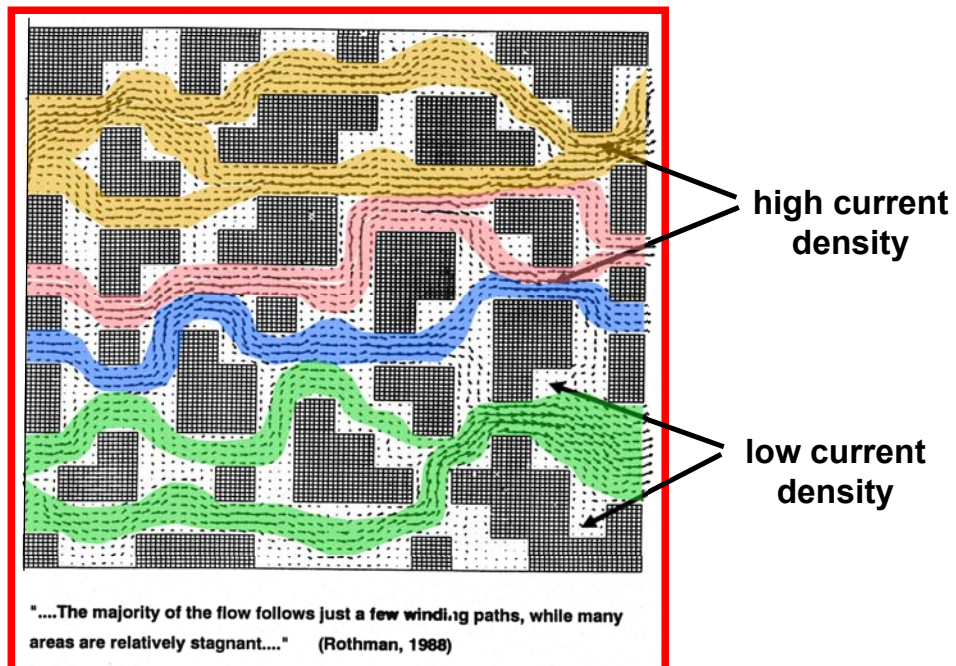 high current
density
low current
density
"....The majority of the flow follows just a few winding paths, while many
areas are relatively stagnant...." (Rothman, 1988)